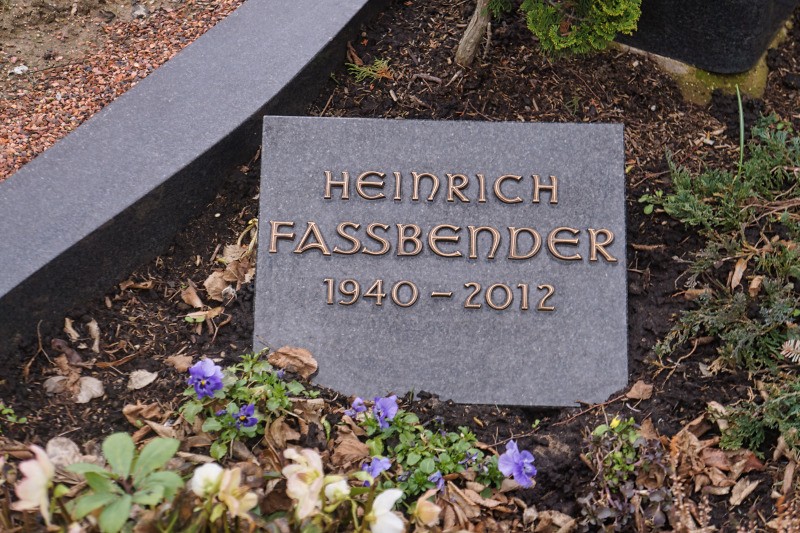 HEINRICH
FASSBENDER
1940 – 2012